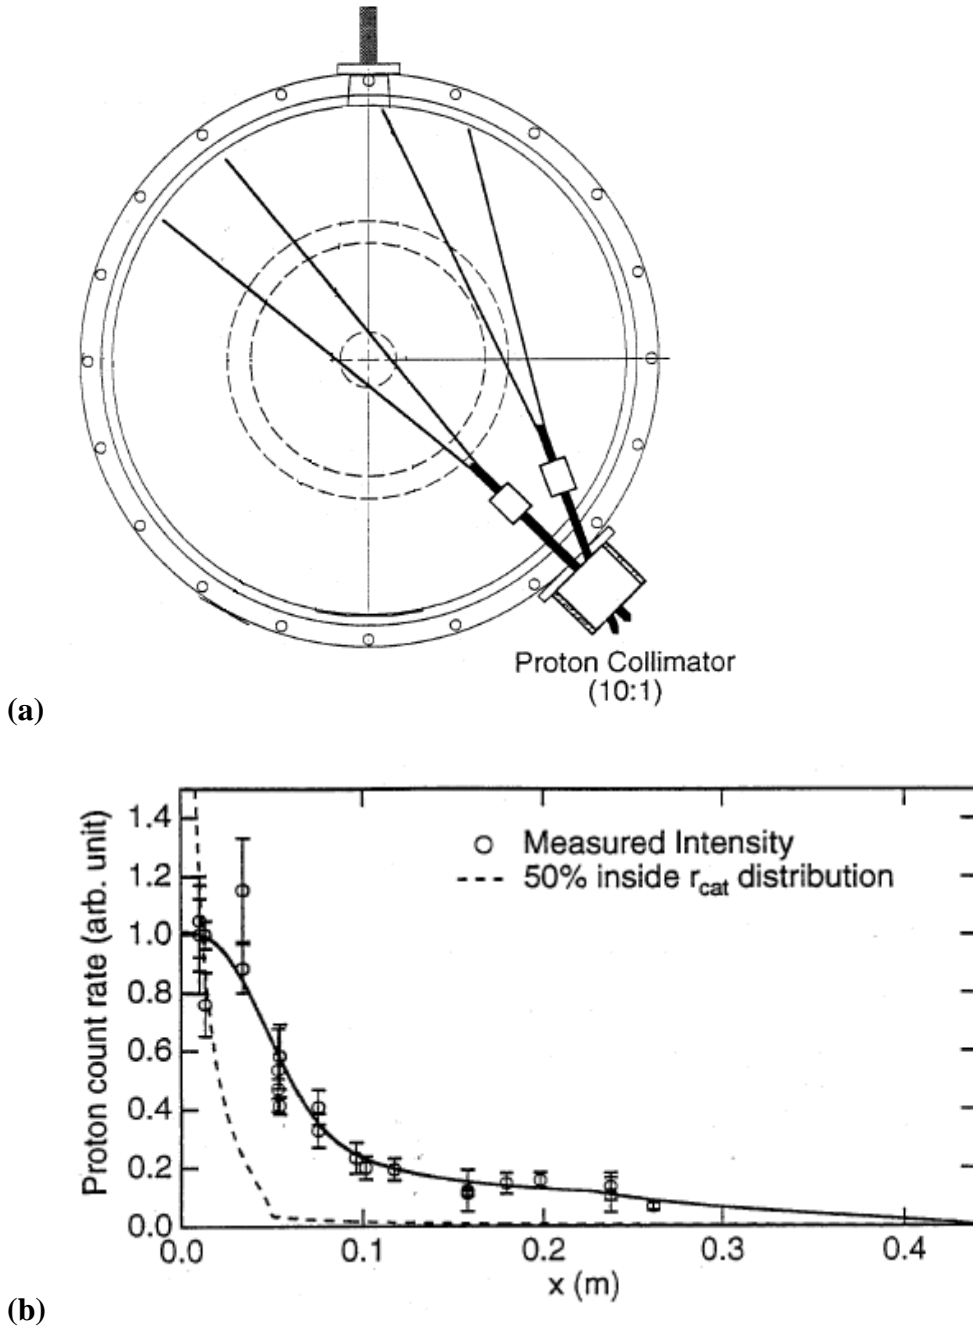 Proton Collimator
(10:1)
(a)
Proton count rate (arb. unit)
1.4
1.2
1.0
0.8
0.6
0.4
0.2
0.0
Measured Intensity
50% inside rcat distribution
0.0
0.1
0.2
0.3
0.4
x (m)
(b)